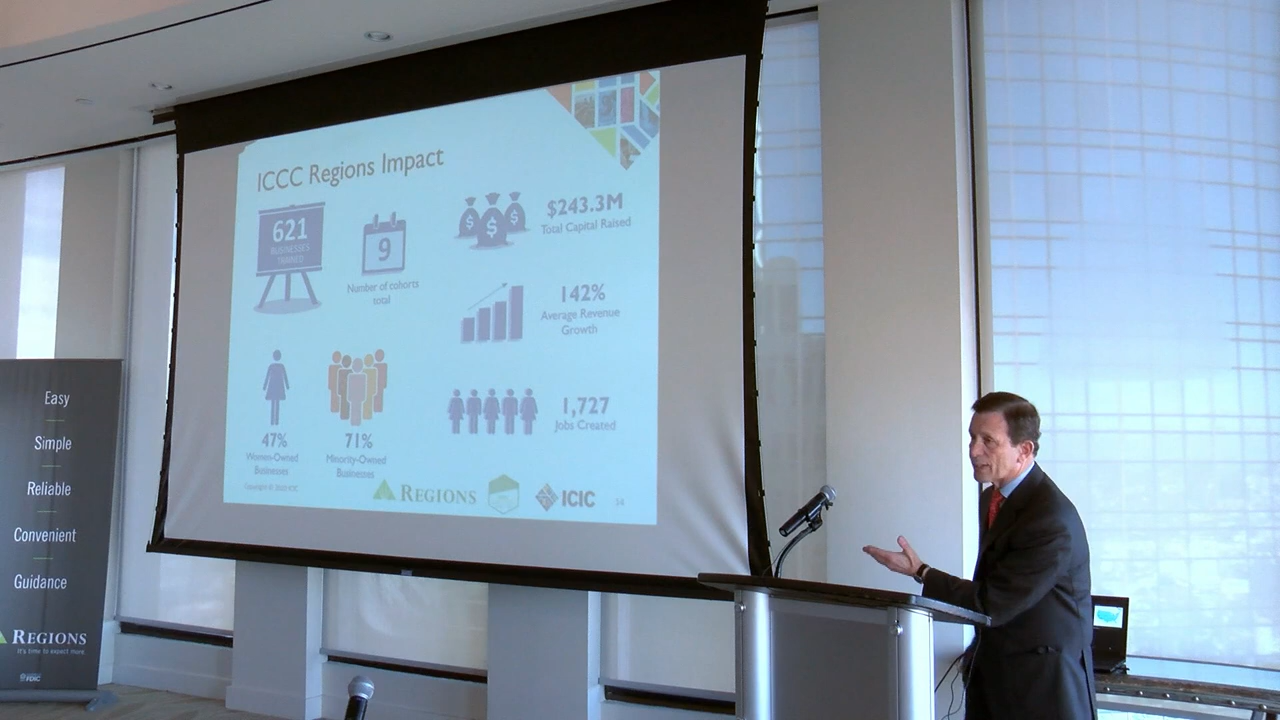 Easy
Simple
Reliable
Convenient
Guidance
REGIONS
It's time to expect more.
FDIC
ICCC Regions Impact
621
BUSINESSES
TRAINED
9
Number of cohorts
total
$
$
$
$243.3M
Total Capital Raised
142%
Average Revenue
Growth
47%
Women-Owned
Businesses
71%
Minority-Owned
Businesses
1,727
Jobs Created
REGIONS
ICIC